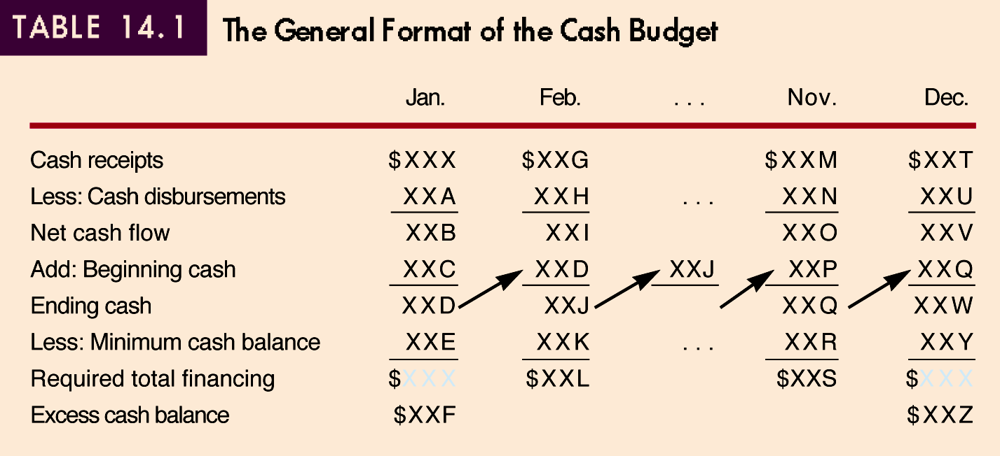 TABLE 14.1 The General Format of the Cash Budget
Jan. Feb. . . . Nov. Dec.
Cash receipts $XXX $XXG $XXM $XXT
Less: Cash disbursements XXA XXH . . . XXN XXU
Net cash flow XXB XXI XXO XXV
Add: Beginning cash XXC XXD XXJ XXP XXQ
Ending cash XXD XXJ XXQ XXW
Less: Minimum cash balance XXE XXK . . . XXR XXY
Required total financing $XXX $XXL $XXS $XXX
Excess cash balance $XXF $XXZ